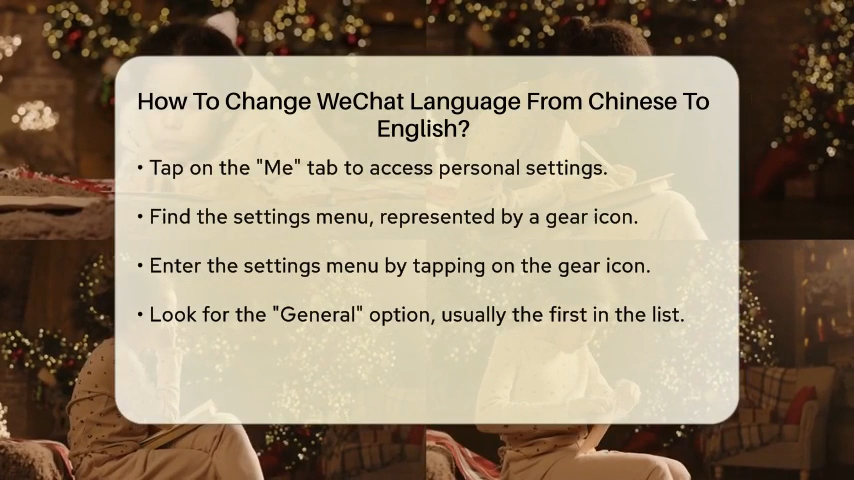 How To Change WeChat Language From Chinese To
English?
• Tap on the "Me" tab to access personal settings.
• Find the settings menu, represented by a gear icon.
• Enter the settings menu by tapping on the gear icon.
• Look for the "General" option, usually the first in the list.